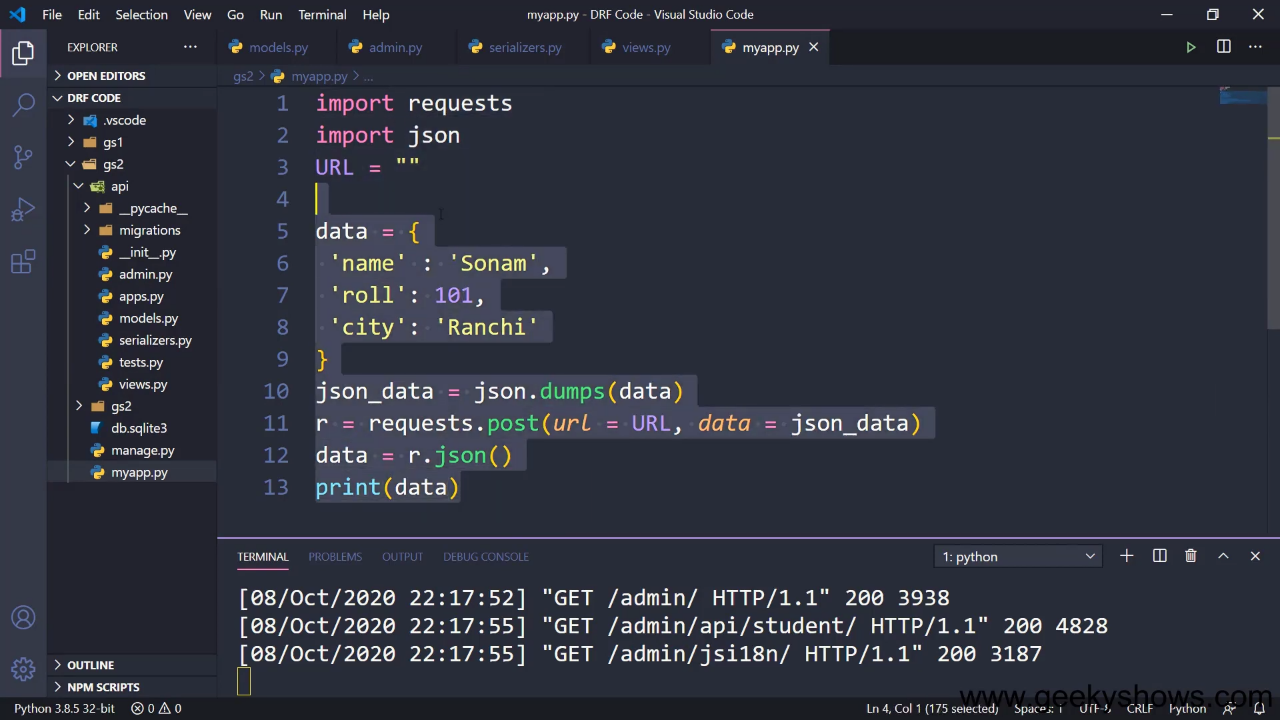 File Edit Selection View Go Run Terminal Help myapp.py - DRF Code - Visual Studio Code
EXPLORER
models.py admin.py serializers.py views.py myapp.py
OPEN EDITORS
DRF CODE
.vscode
gs1
gs2
api
__pycache__
migrations
__init__.py
admin.py
apps.py
models.py
serializers.py
tests.py
views.py
gs2
db.sqlite3
manage.py
myapp.py
OUTLINE
NPM SCRIPTS
gs2 > myapp.py > ...
1 import requests
2 import json
3 URL = ""
4
5 data = {
6 'name' : 'Sonam',
7 'roll': 101,
8 'city': 'Ranchi'
9 }
10 json_data = json.dumps(data)
11 r = requests.post(url = URL, data = json_data)
12 data = r.json()
13 print(data)
TERMINAL PROBLEMS OUTPUT DEBUG CONSOLE 1: python
[08/Oct/2020 22:17:52] "GET /admin/ HTTP/1.1" 200 3938
[08/Oct/2020 22:17:55] "GET /admin/api/student/ HTTP/1.1" 200 4828
[08/Oct/2020 22:17:55] "GET /admin/jsi18n/ HTTP/1.1" 200 3187
www.geekyshows.com
Python 3.8.5 32-bit 0 0 Ln 4, Col 1 (175 selected) Spaces: 1 UTF-8 CRLF Python